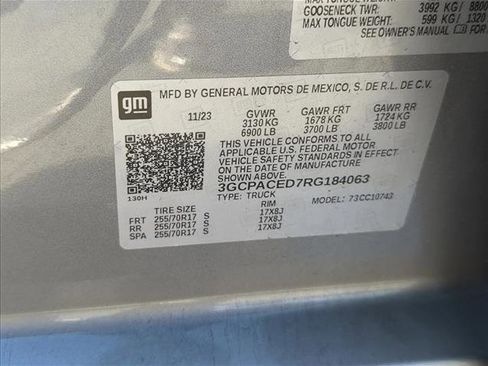 MAX TONGUE WEIGHT:
GOOSENECK TWR: 3992 KG / 8800
MAX TONGUE WEIGHT: 599 KG / 1320
SEE OWNER'S MANUAL FOR
gm
MFD BY GENERAL MOTORS DE MEXICO, S. DE R.L. DE C.V.
11/23 GVWR GAWR FRT GAWR RR
3130 KG 1678 KG 1724 KG
6900 LB 3700 LB 3800 LB
THIS VEHICLE CONFORMS TO ALL
APPLICABLE U.S. FEDERAL MOTOR
VEHICLE SAFETY STANDARDS IN
EFFECT ON THE DATE OF MANUFACTURE
SHOWN ABOVE.
3GCPACED7RG184063
130H TYPE: TRUCK MODEL: 73CC10743
TIRE SIZE RIM
FRT 255/70R17 S 17X8J
RR 255/70R17 S 17X8J
SPA 255/70R17 S 17X8J